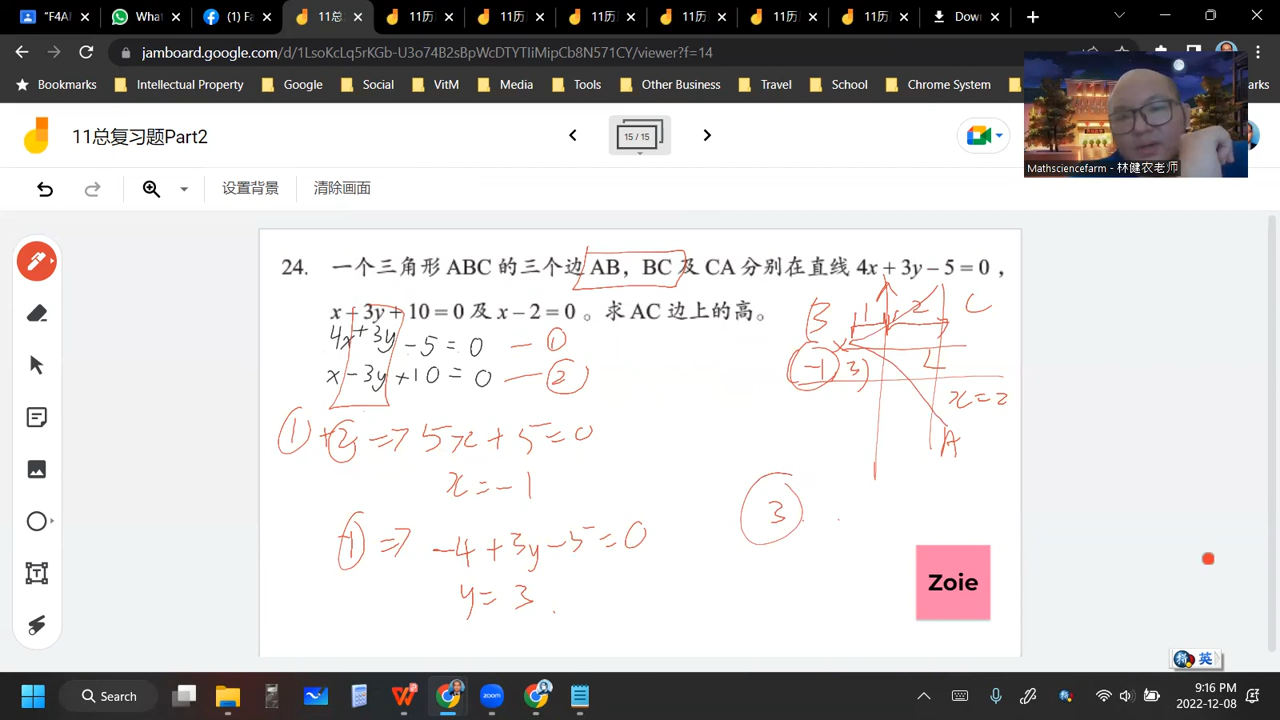 "F4A
What
(1) Fa
11总
11历
11历
11历
11历
11历
11历
Dow
jamboard.google.com/d/1LsoKcLq5rKGb-U3o74B2sBpWcDTYTliMipCb8N571CY/viewer?f=14
Bookmarks
Intellectual Property
Google
Social
VitM
Media
Tools
Other Business
Travel
School
Chrome System
Mathsciencefarm - 林健农老师
11总复习题Part2
15 / 15
设置背景
清除画面
24. 一个三角形 ABC 的三个边 AB，BC 及 CA 分别在直线 4x + 3y – 5 = 0，
x – 3y + 10 = 0 及 x – 2 = 0。求 AC 边上的高。
4x+3y -5 = 0 — ①
x - 3y + 10 = 0 — ②
①+② => 5x + 5 = 0
x = -1
① => -4 + 3y - 5 = 0
y = 3
B
1
2
C
(-1, 3)
x=2
A
3
Zoie
英
Search
9:16 PM
2022-12-08